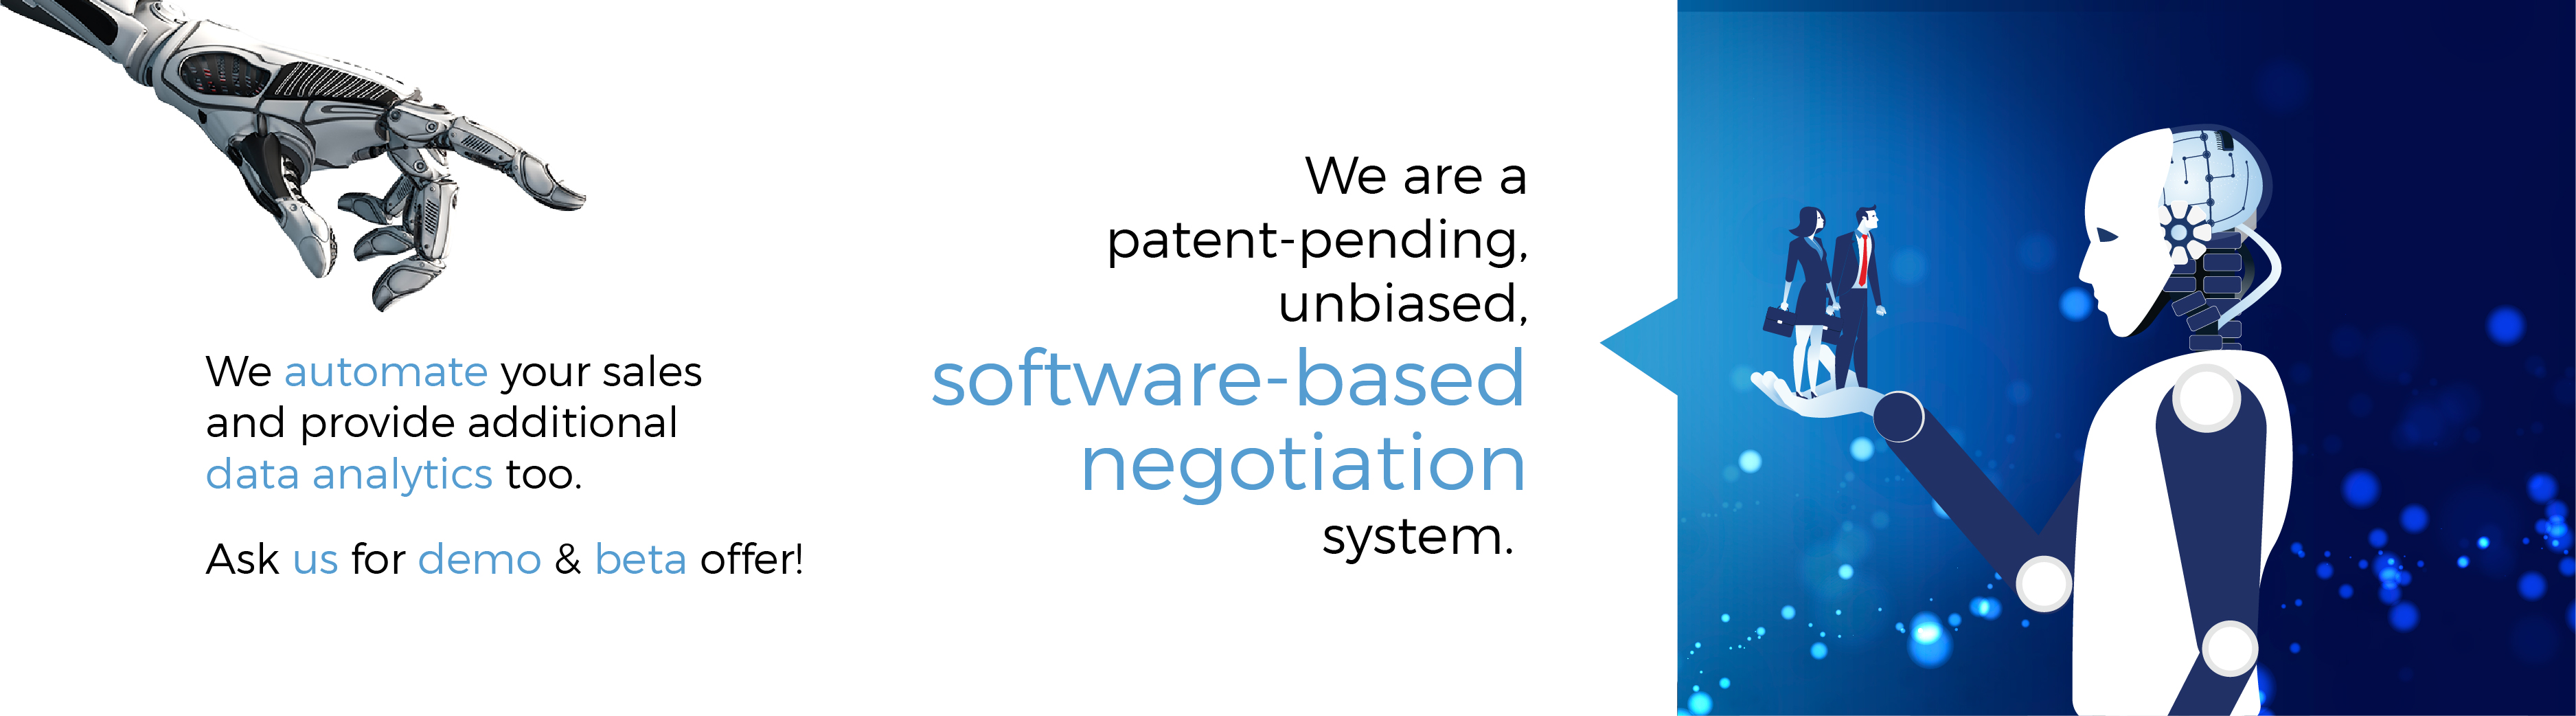 We automate your sales
and provide additional
data analytics too.
Ask us for demo & beta offer!
We are a
patent-pending,
unbiased,
software-based
negotiation
system.